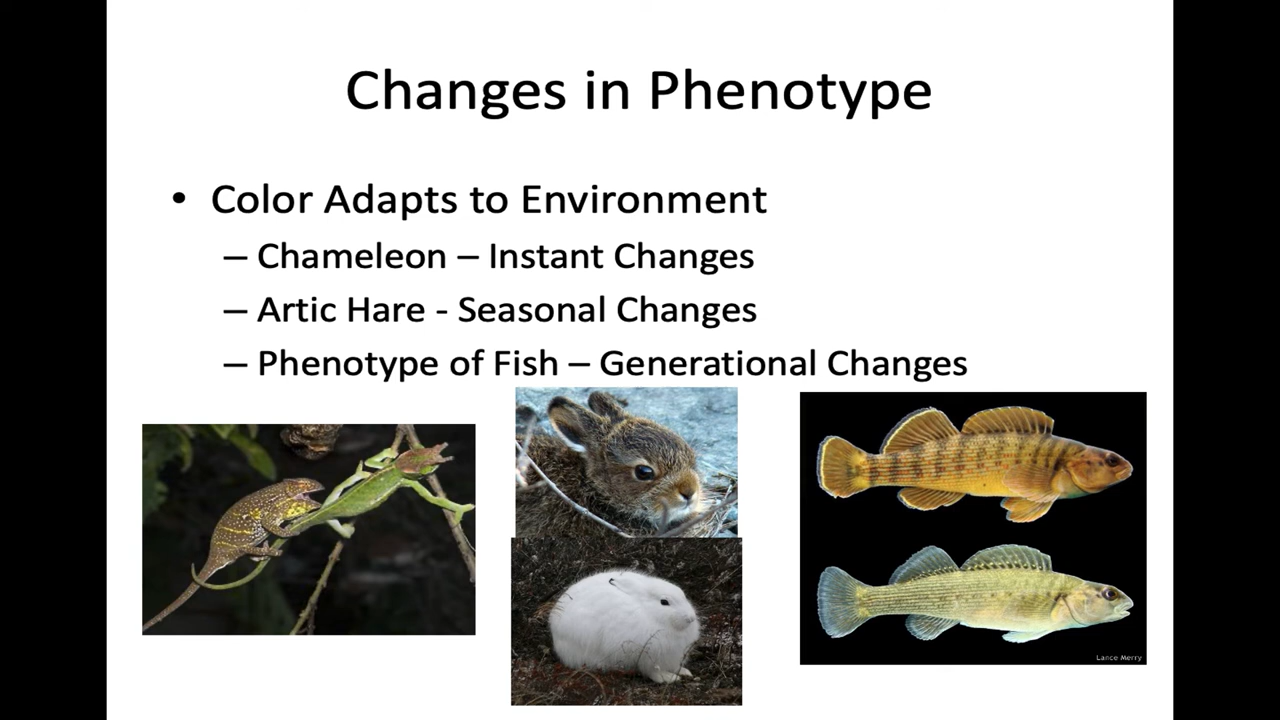 Changes in Phenotype
• Color Adapts to Environment
– Chameleon – Instant Changes
– Artic Hare - Seasonal Changes
– Phenotype of Fish – Generational Changes
Lance Merry